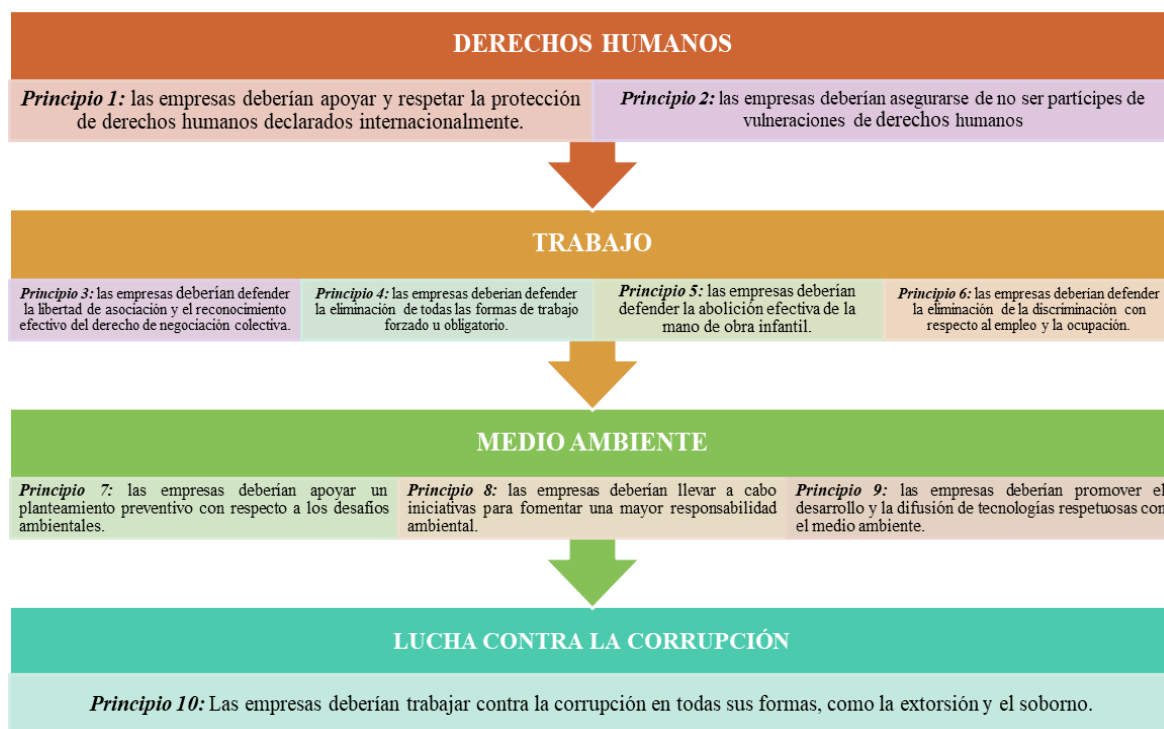 DERECHOS HUMANOS
Principio 1: las empresas deberían apoyar y respetar la protección
de derechos humanos declarados internacionalmente.
Principio 2: las empresas deberían asegurarse de no ser partícipes de
vulneraciones de derechos humanos
TRABAJO
Principio 3: las empresas deberían defender
la libertad de asociación y el reconocimiento
efectivo del derecho de negociación colectiva.
Principio 4: las empresas deberían defender
la eliminación de todas las formas de trabajo
forzado u obligatorio.
Principio 5: las empresas deberían
defender la abolición efectiva de la
mano de obra infantil.
Principio 6: las empresas deberían defender
la eliminación de la discriminación con
respecto al empleo y la ocupación.
MEDIO AMBIENTE
Principio 7: las empresas deberían apoyar un
planteamiento preventivo con respecto a los desafíos
ambientales.
Principio 8: las empresas deberían llevar a cabo
iniciativas para fomentar una mayor responsabilidad
ambiental.
Principio 9: las empresas deberían promover el
desarrollo y la difusión de tecnologías respetuosas con
el medio ambiente.
LUCHA CONTRA LA CORRUPCIÓN
Principio 10: Las empresas deberían trabajar contra la corrupción en todas sus formas, como la extorsión y el soborno.